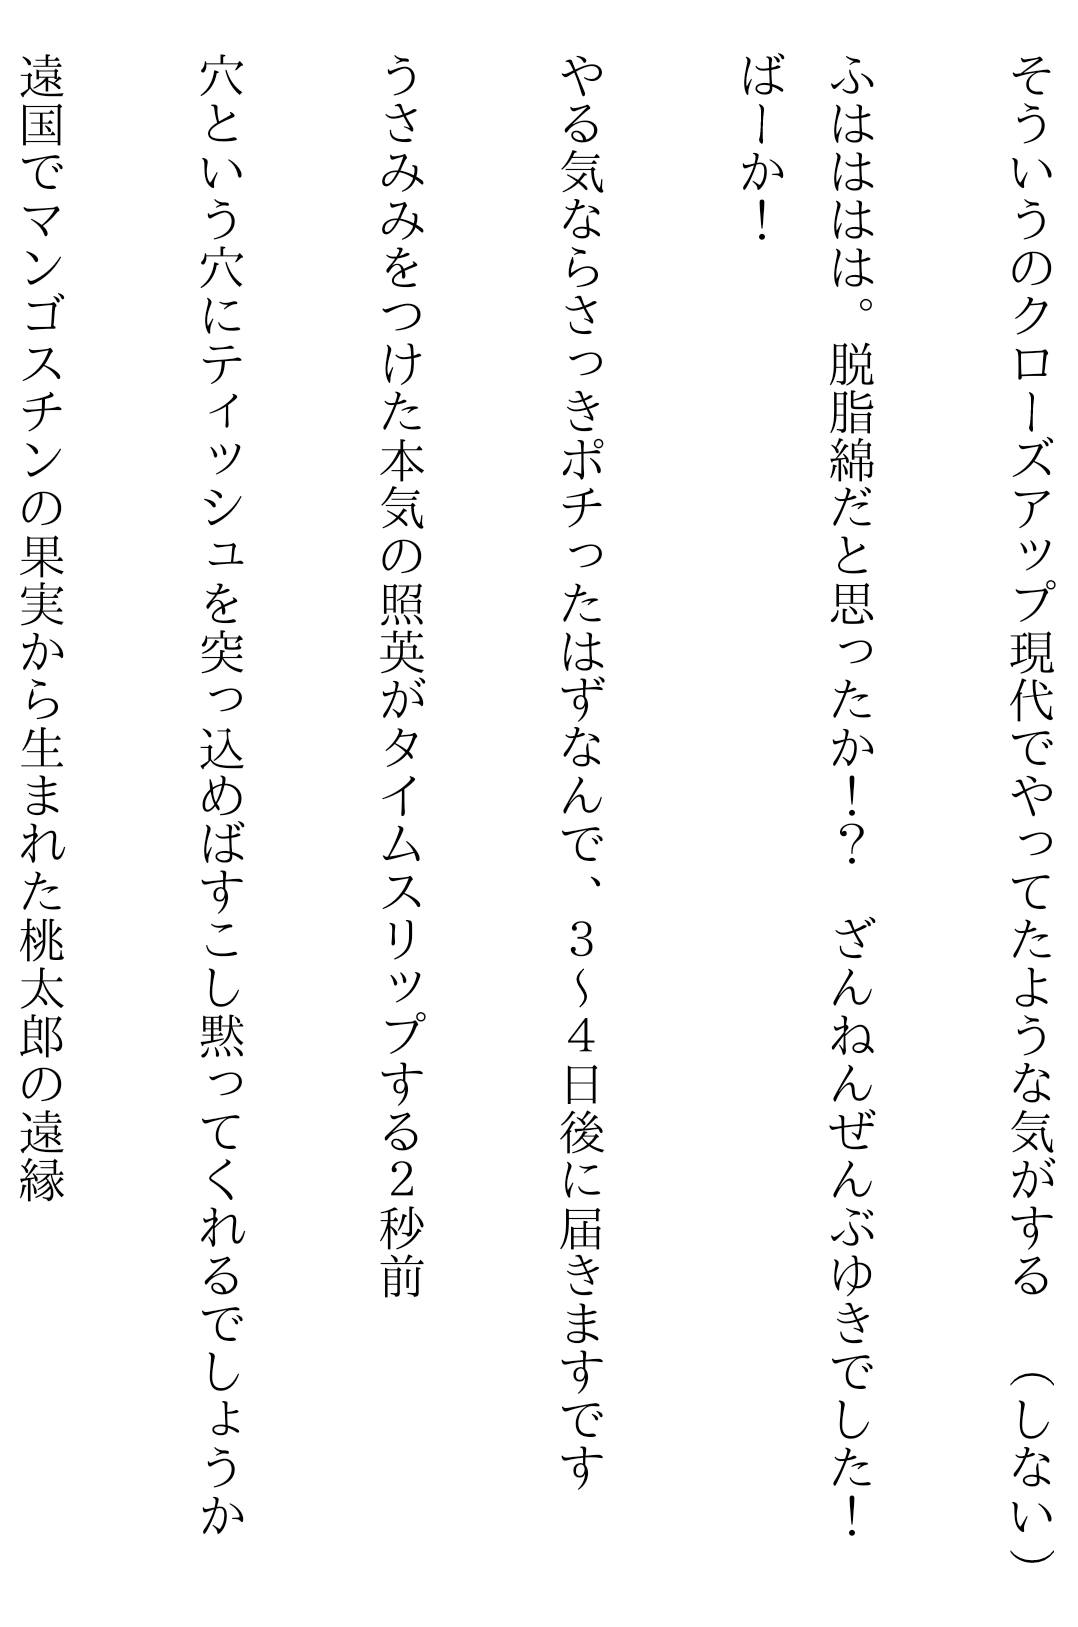 そういうのクローズアップ現代でやってたような気がする　（しない）
ふはははは。脱脂綿だと思ったか！？　ざんねんぜんぶゆきでした！
ばーか！
やる気ならさっきポチったはずなんで、３～４日後に届きますです
うさみみをつけた本気の照英がタイムスリップする２秒前
穴という穴にティッシュを突っ込めばすこし黙ってくれるでしょうか
遠国でマンゴスチンの果実から生まれた桃太郎の遠縁